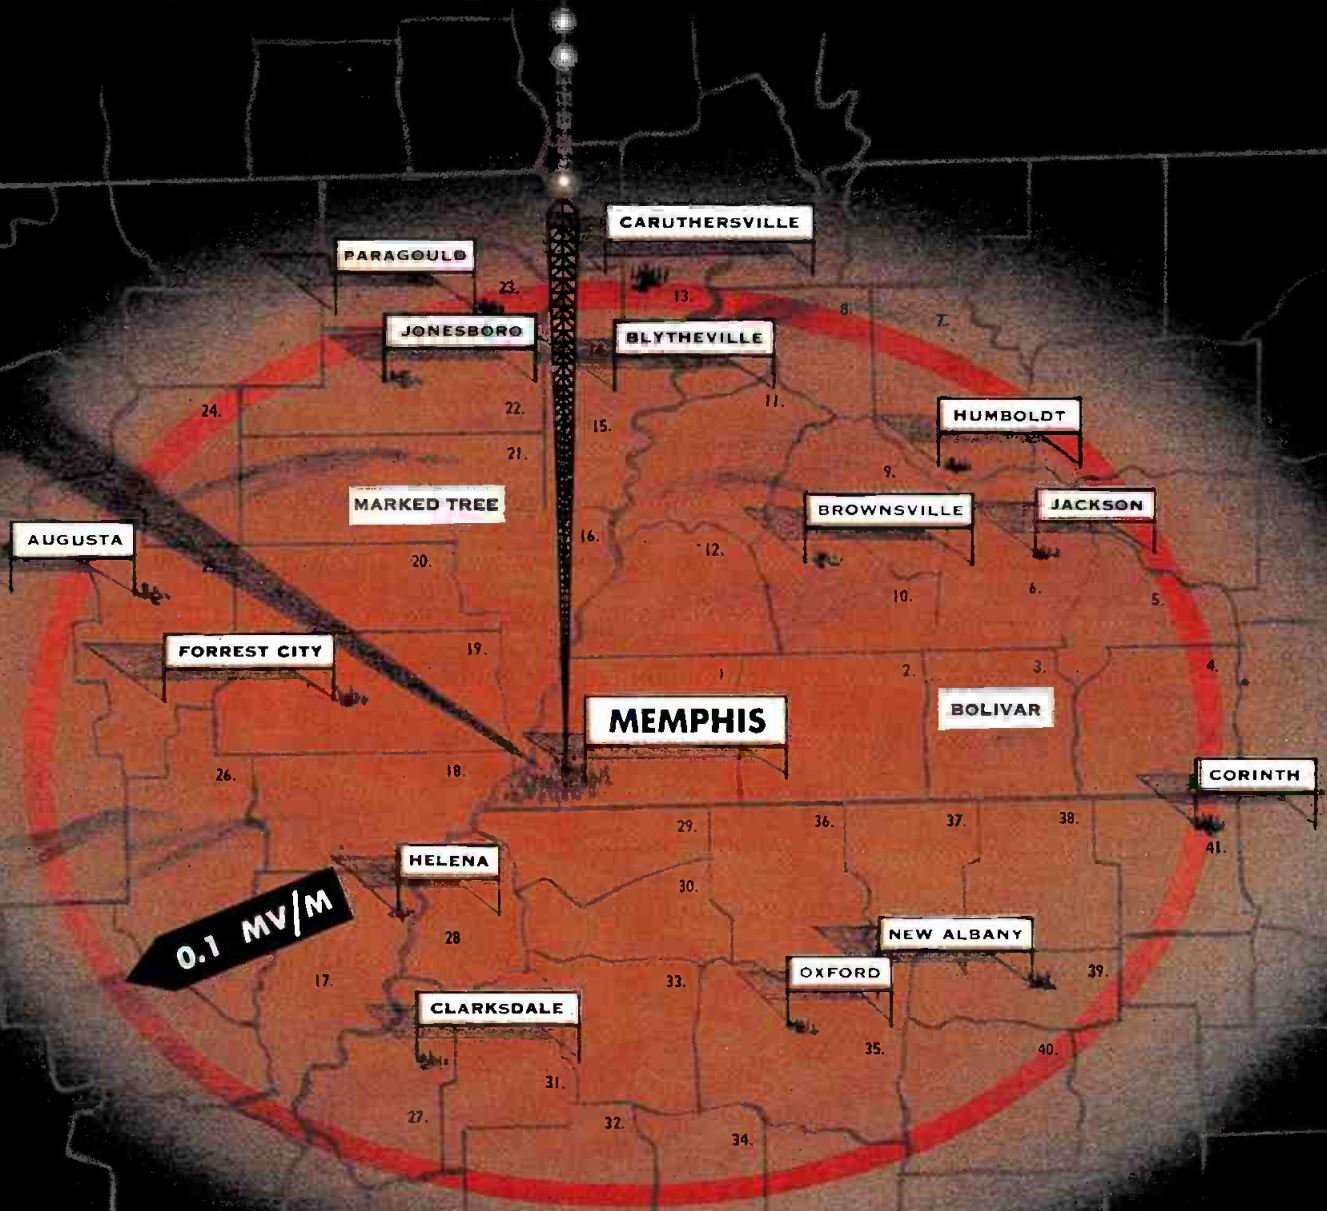 CARUTHERSVILLE
PARAGOULD
23.
13.
8
7.
JONESBORO
BLYTHEVILLE
24.
22.
15.
11.
HUMBOLDT
21.
9.
MARKED TREE
BROWNSVILLE
JACKSON
AUGUSTA
16.
12.
20.
10.
6.
5.
FORREST CITY
19.
1
2.
3.
4.
MEMPHIS
BOLIVAR
26.
18.
CORINTH
29.
36.
37.
38.
41.
HELENA
30.
0.1 MV/M
28
NEW ALBANY
17.
33.
OXFORD
39.
CLARKSDALE
35.
40.
31.
27.
32.
34.